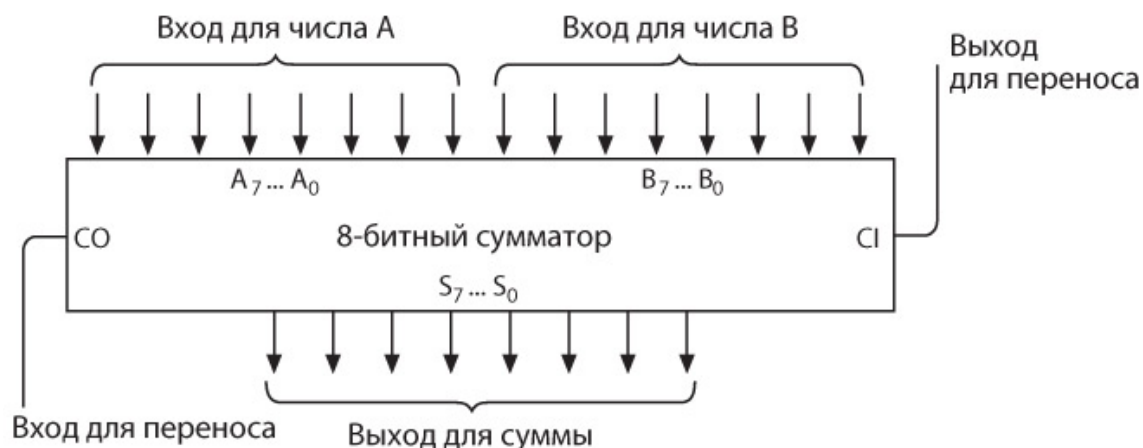 Вход для числа A
Вход для числа B
Выход
для переноса
A₇ ... A₀
B₇ ... B₀
CO
8-битный сумматор
CI
S₇ ... S₀
Вход для переноса
Выход для суммы